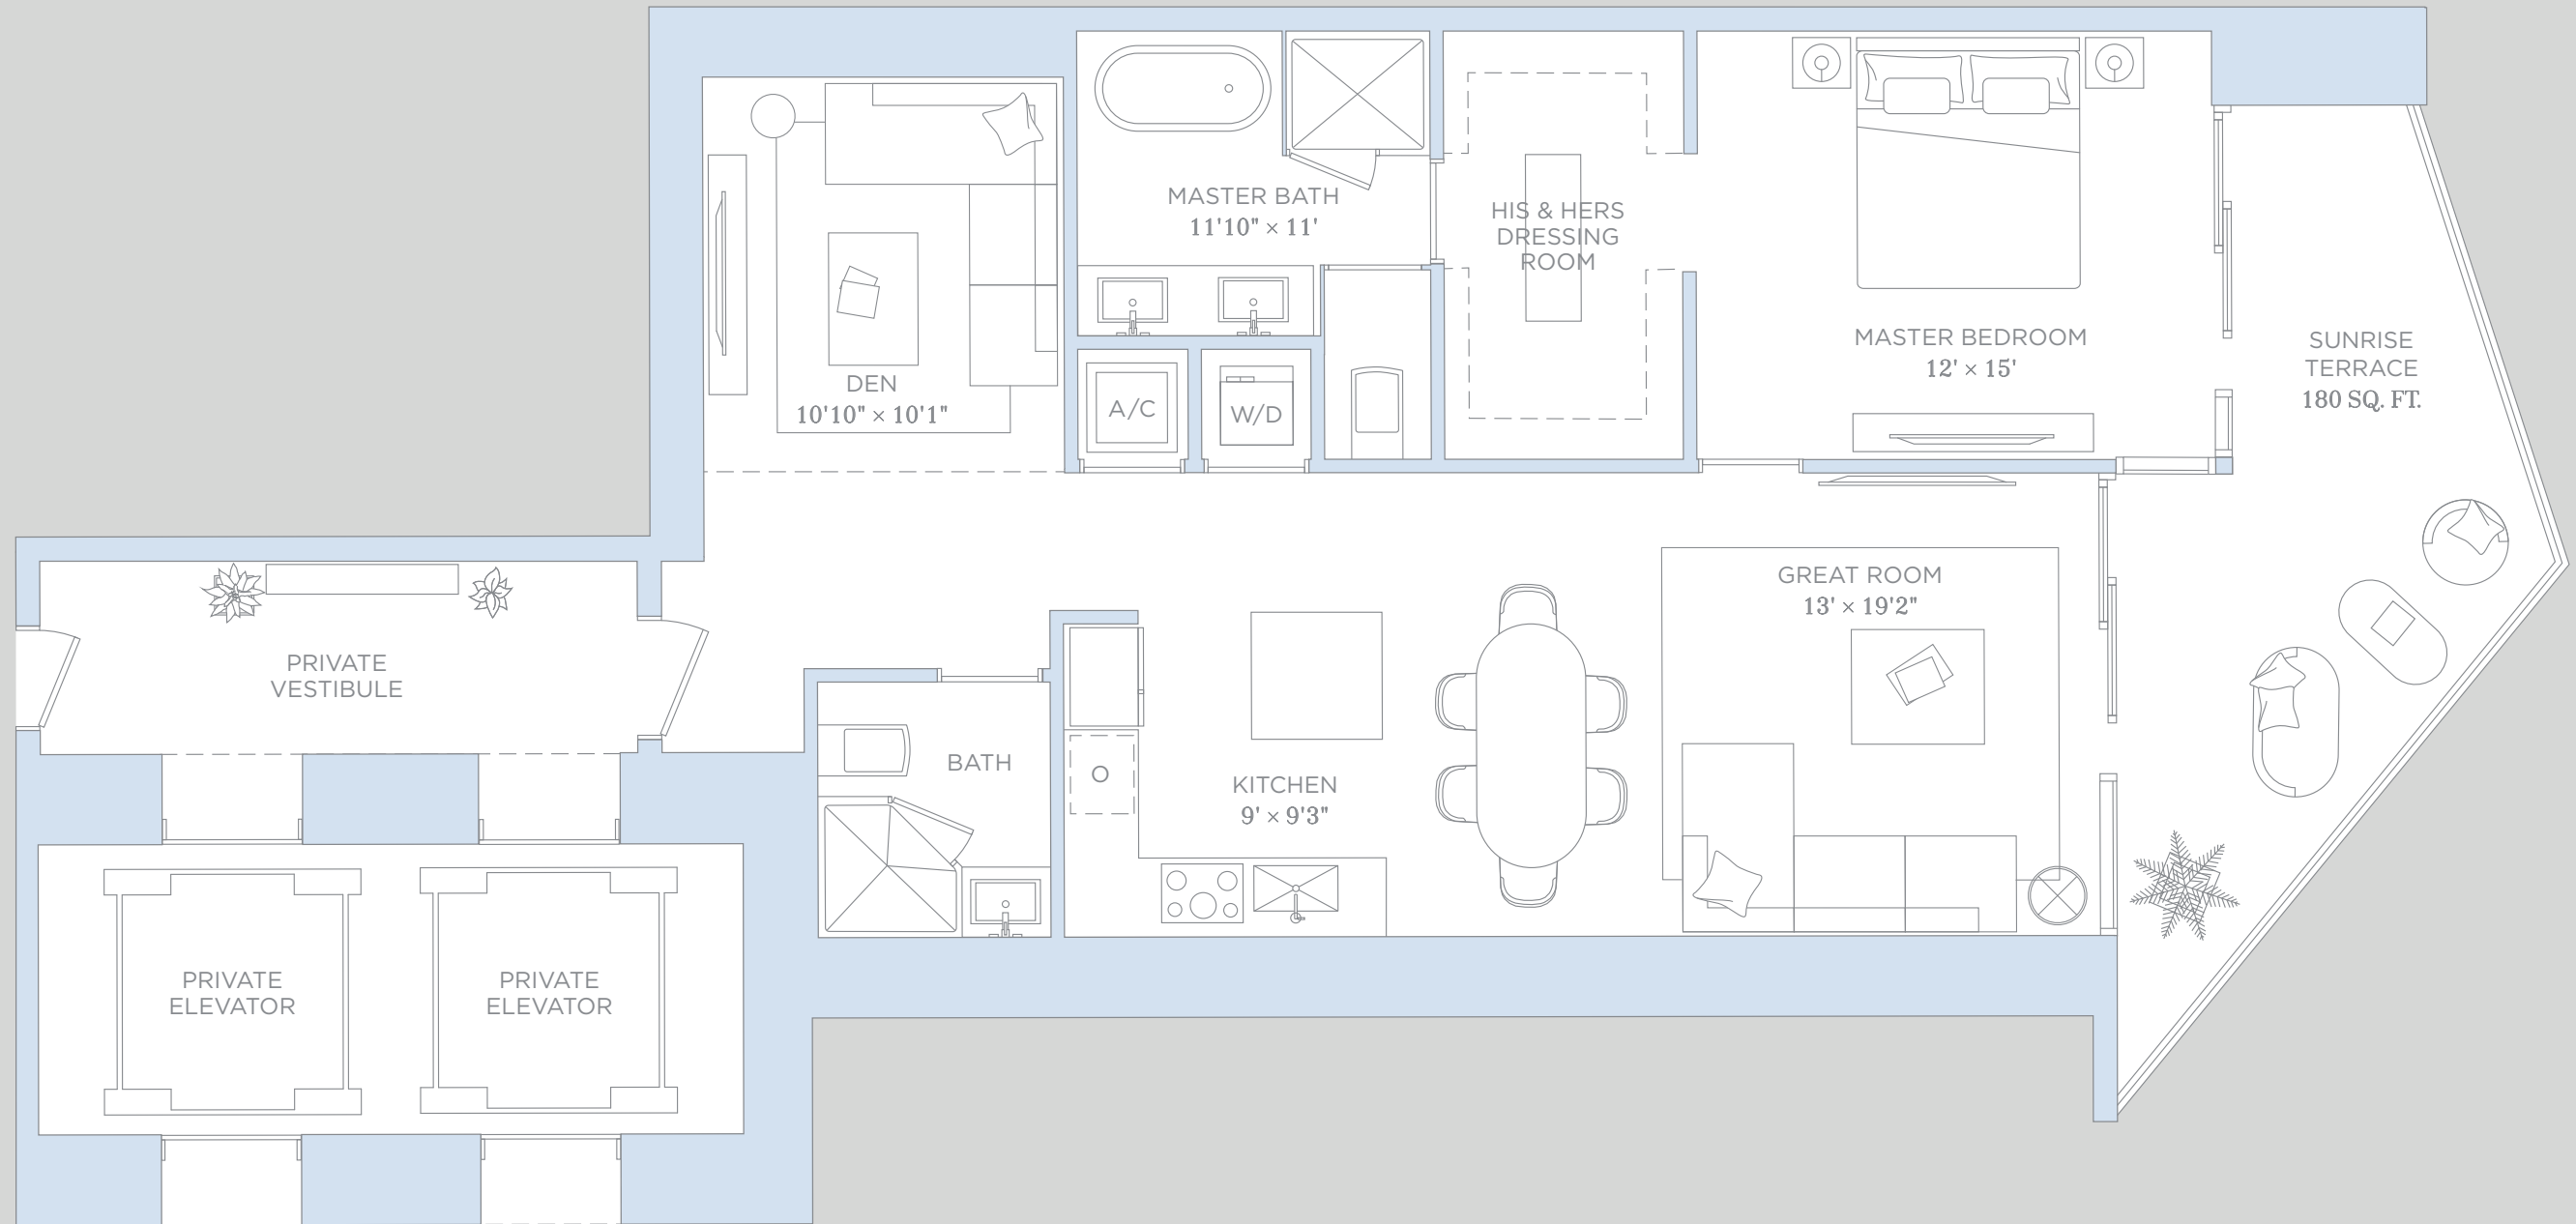 MASTER BATH
11'10" × 11'
HIS & HERS
DRESSING
ROOM
MASTER BEDROOM
12' × 15'
SUNRISE
TERRACE
180 SQ. FT.
DEN
10'10" × 10'1"
A/C
W/D
GREAT ROOM
13' × 19'2"
PRIVATE
VESTIBULE
BATH
KITCHEN
9' × 9'3"
PRIVATE
ELEVATOR
PRIVATE
ELEVATOR